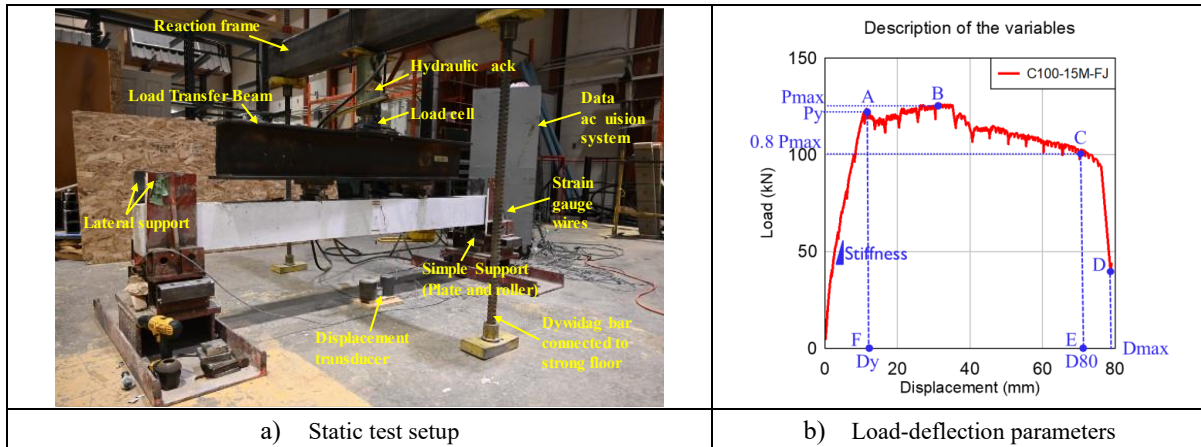 Reaction frame
Hydraulic ack
Load Transfer Beam
Load cell
Data
ac uision
system
Lateral support
Strain
gauge
wires
Simple Support
(Plate and roller)
Displacement
transducer
Dywidag bar
connected to
strong floor
a) Static test setup
Description of the variables
C100-15M-FJ
150
Pmax
A
B
Py
0.8 Pmax
C
100
Load (kN)
50
Stiffness
D
F
E
Dmax
0
Dy
D80
0 20 40 60 80
Displacement (mm)
b) Load-deflection parameters